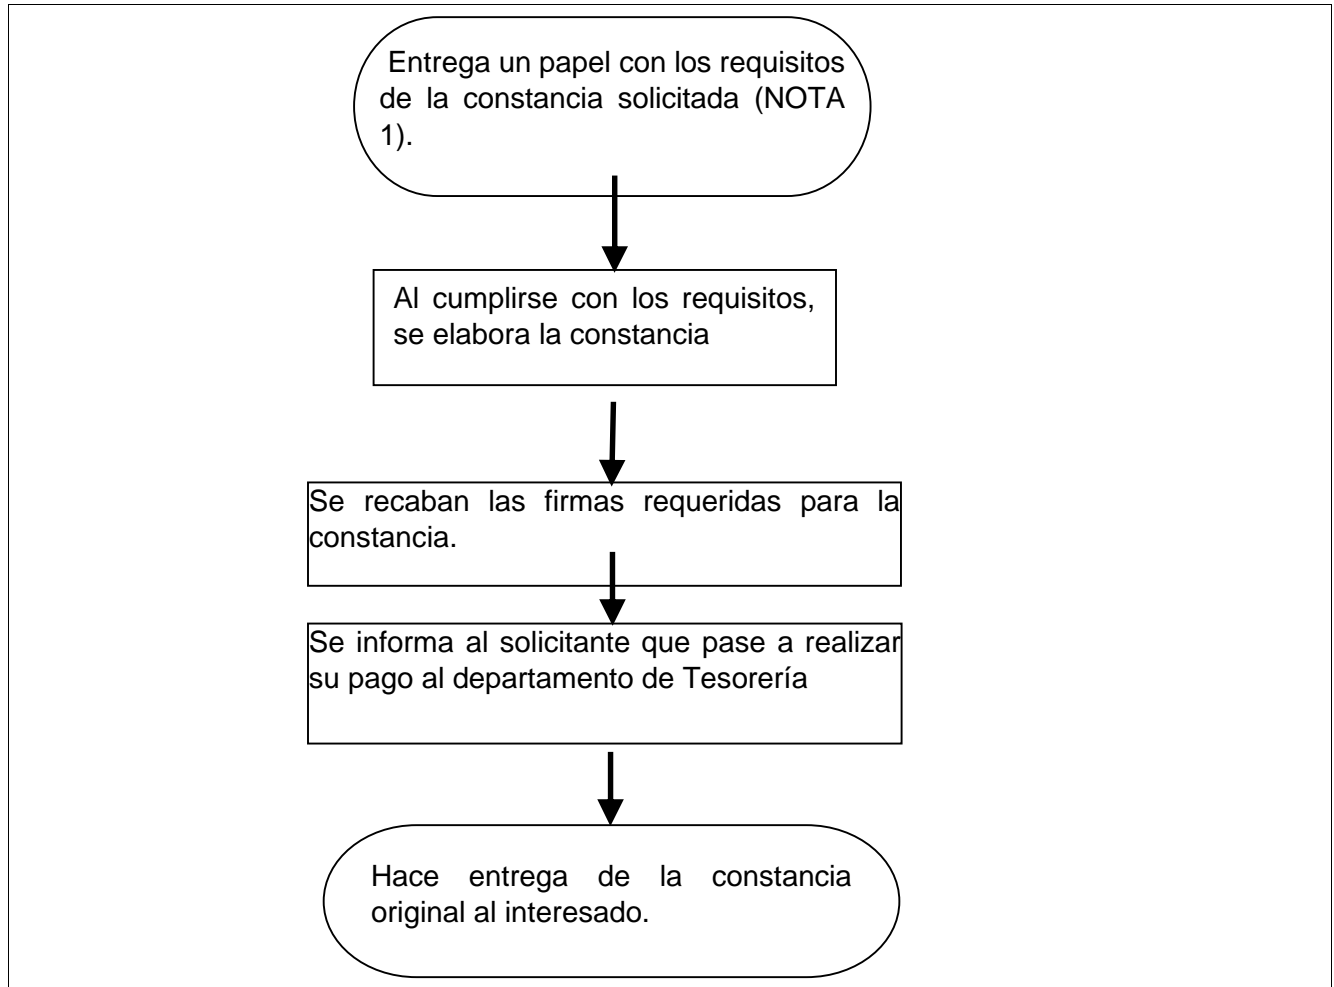 Entrega un papel con los requisitos
de la constancia solicitada (NOTA
1).
Al cumplirse con los requisitos,
se elabora la constancia
Se recaban las firmas requeridas para la
constancia.
Se informa al solicitante que pase a realizar
su pago al departamento de Tesorería
Hace entrega de la constancia
original al interesado.